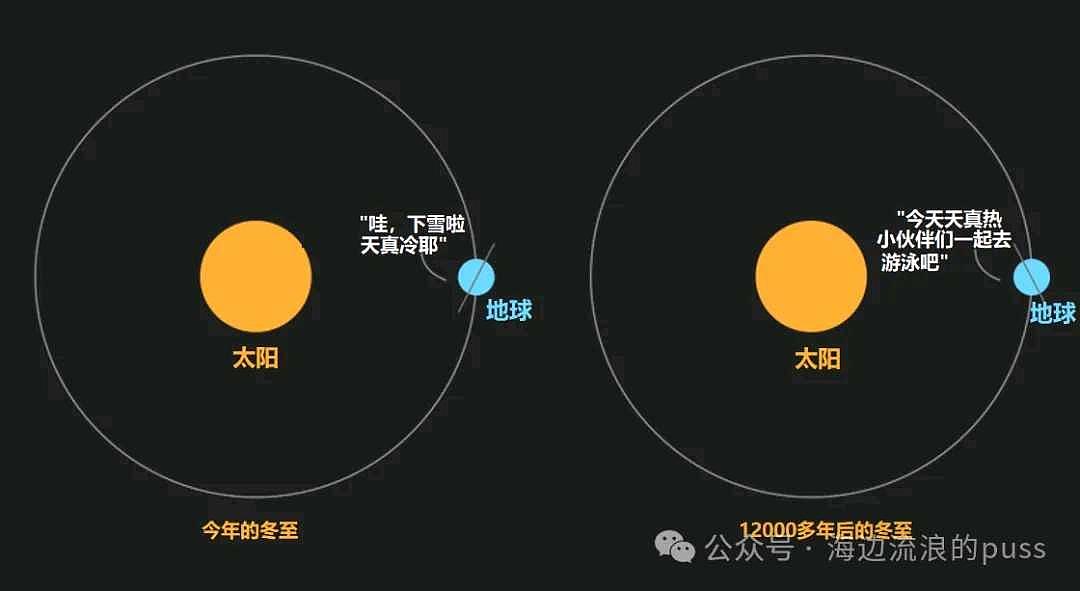 "哇，下雪啦
天真冷耶"
地球
太阳
今年的冬至
"今天天真热
小伙伴们一起去
游泳吧"
地球
太阳
12000多年后的冬至
公众号 · 海边流浪的puss